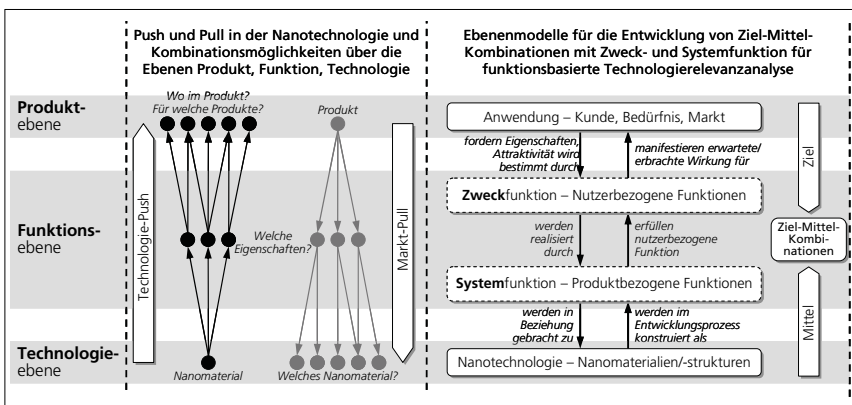 Push und Pull in der Nanotechnologie und
Kombinationsmöglichkeiten über die
Ebenen Produkt, Funktion, Technologie
Ebenenmodelle für die Entwicklung von Ziel-Mittel-
Kombinationen mit Zweck- und Systemfunktion für
funktionsbasierte Technologierelevanzanalyse
Produkt-
ebene
Wo im Produkt?
Für welche Produkte?
Produkt
Anwendung – Kunde, Bedürfnis, Markt
fordern Eigenschaften,
Attraktivität wird
bestimmt durch
manifestieren erwartete/
erbrachte Wirkung für
Ziel
Funktions-
ebene
Technologie-Push
Welche
Eigenschaften?
Markt-Pull
Zweckfunktion – Nutzerbezogene Funktionen
werden
realisiert
durch
erfüllen
nutzerbezogene
Funktion
Ziel-Mittel-
Kombi-
nationen
Systemfunktion – Produktbezogene Funktionen
werden in
Beziehung
gebracht zu
werden im
Entwicklungsprozess
konstruiert als
Mittel
Technologie-
ebene
Nanomaterial
Welches Nanomaterial?
Nanotechnologie – Nanomaterialien/-strukturen